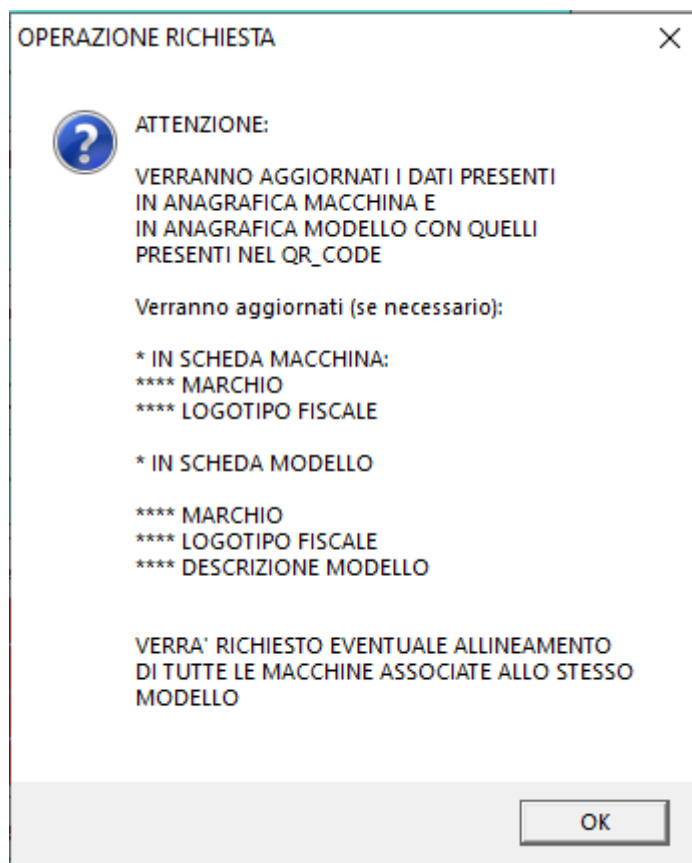 OPERAZIONE RICHIESTA
ATTENZIONE:
VERRANNO AGGIORNATI I DATI PRESENTI
IN ANAGRAFICA MACCHINA E
IN ANAGRAFICA MODELLO CON QUELLI
PRESENTI NEL QR_CODE
Verranno aggiornati (se necessario):
* IN SCHEDA MACCHINA:
**** MARCHIO
**** LOGOTIPO FISCALE
* IN SCHEDA MODELLO
**** MARCHIO
**** LOGOTIPO FISCALE
**** DESCRIZIONE MODELLO
VERRA' RICHIESTO EVENTUALE ALLINEAMENTO
DI TUTTE LE MACCHINE ASSOCIATE ALLO STESSO
MODELLO
OK